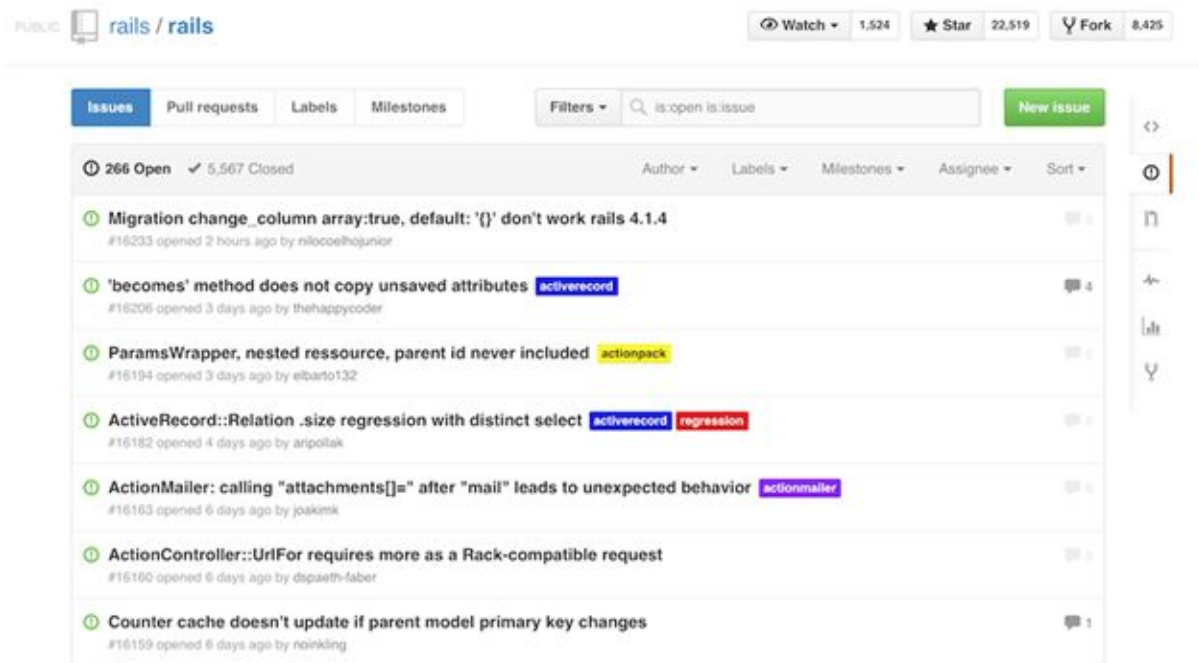 PUBLIC rails / rails Watch 1,524 Star 22,519 Fork 8,425
Issues Pull requests Labels Milestones Filters is:open is:issue New issue
266 Open 5,567 Closed Author Labels Milestones Assignee Sort
Migration change_column array:true, default: '{}' don't work rails 4.1.4 0
#16233 opened 2 hours ago by nilocoelhojunior
'becomes' method does not copy unsaved attributes activerecord 4
#16206 opened 3 days ago by thehappycoder
ParamsWrapper, nested ressource, parent id never included actionpack 0
#16194 opened 3 days ago by elbarto132
ActiveRecord::Relation .size regression with distinct select activerecord regression 0
#16182 opened 4 days ago by aripollak
ActionMailer: calling "attachments[]=" after "mail" leads to unexpected behavior actionmailer 0
#16163 opened 6 days ago by joakimk
ActionController::UrlFor requires more as a Rack-compatible request 0
#16160 opened 6 days ago by dspaeth-faber
Counter cache doesn't update if parent model primary key changes 1
#16159 opened 6 days ago by noinkling